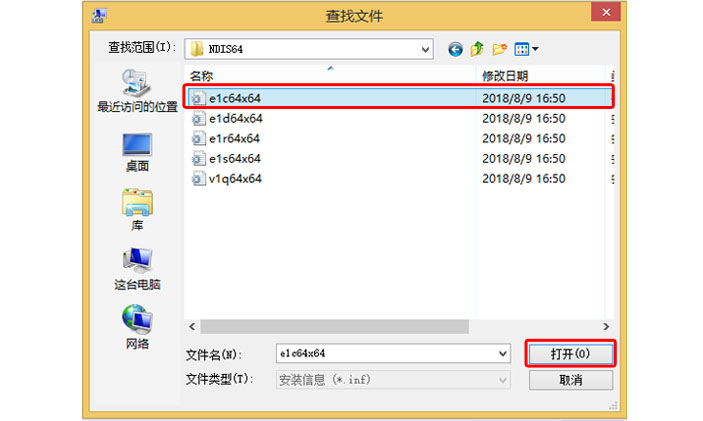 查找文件
查找范围(I):
NDIS64
名称
修改日期
e1c64x64
2018/8/9 16:50
e1d64x64
2018/8/9 16:50
e1r64x64
2018/8/9 16:50
e1s64x64
2018/8/9 16:50
v1q64x64
2018/8/9 16:50
最近访问的位置
桌面
库
这台电脑
网络
文件名(N):
e1c64x64
打开(O)
文件类型(T):
安装信息 (*.inf)
取消